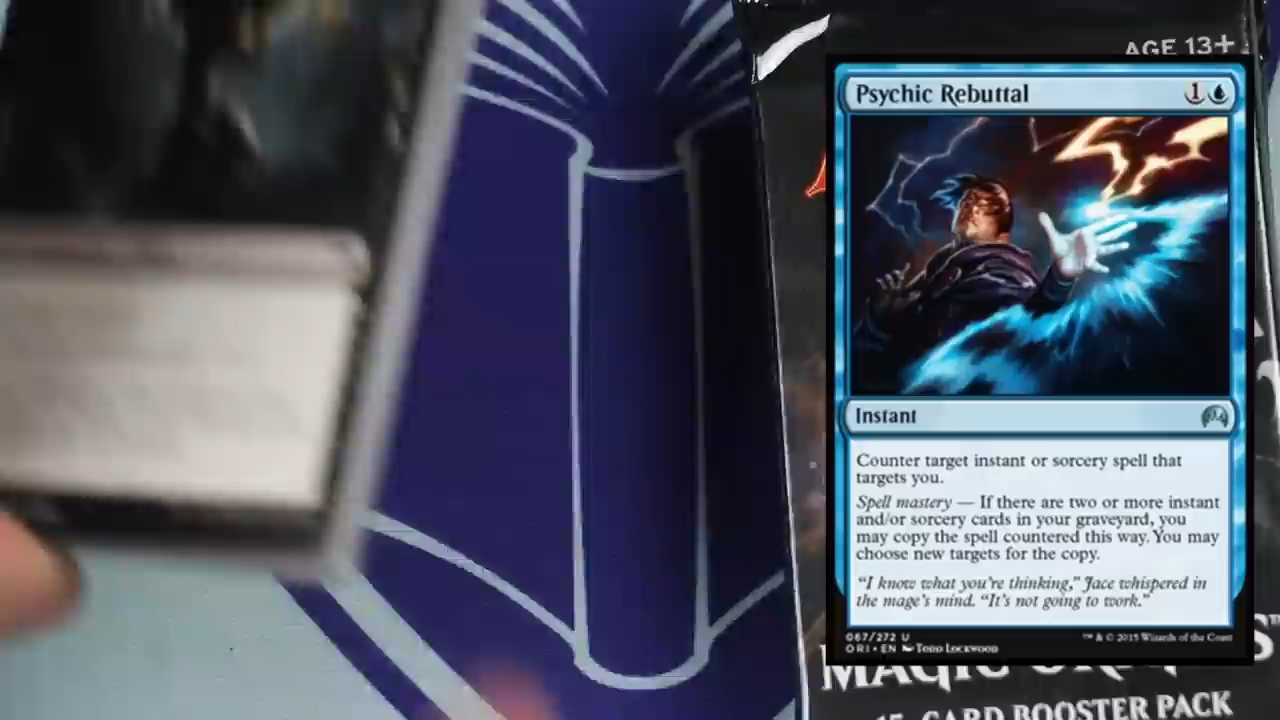 AGE 13+
Psychic Rebuttal 1
Instant
Counter target instant or sorcery spell that
targets you.
Spell mastery — If there are two or more instant
and/or sorcery cards in your graveyard, you
may copy the spell countered this way. You may
choose new targets for the copy.
"I know what you're thinking," Jace whispered in
the mage's mind. "It's not going to work."
067/272 U
™ & © 2015 Wizards of the Coast
ORI • EN Todd Lockwood
MAGIC
15-CARD BOOSTER PACK